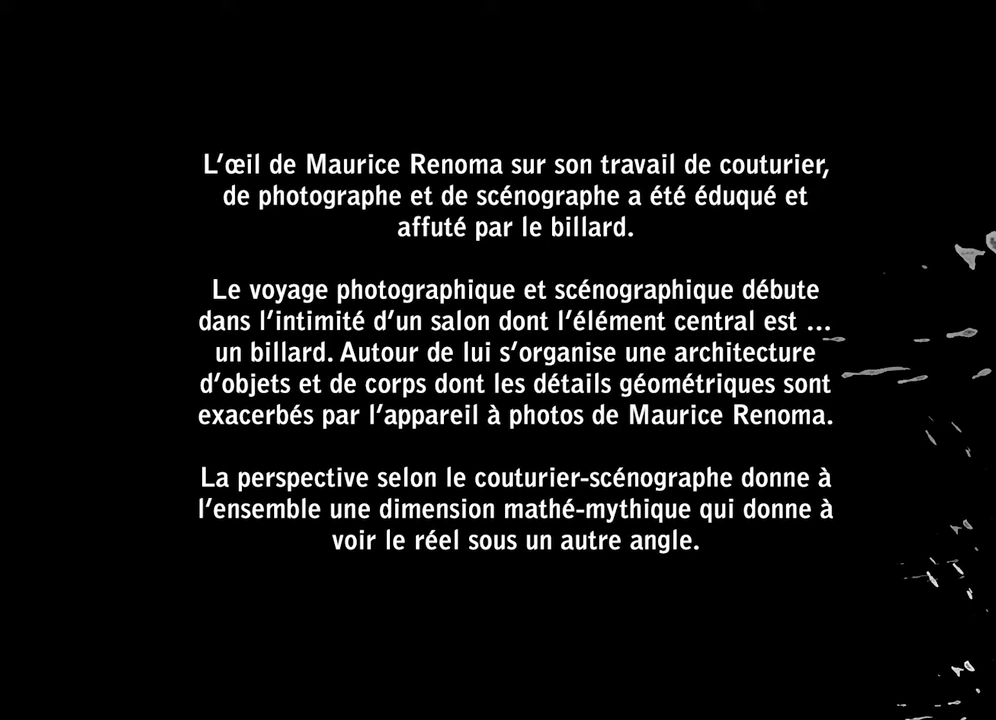 L'œil de Maurice Renoma sur son travail de couturier,
de photographe et de scénographe a été éduqué et
affuté par le billard.
Le voyage photographique et scénographique débute
dans l'intimité d'un salon dont l'élément central est ...
un billard. Autour de lui s'organise une architecture
d'objets et de corps dont les détails géométriques sont
exacerbés par l'appareil à photos de Maurice Renoma.
La perspective selon le couturier-scénographe donne à
l'ensemble une dimension mathé-mythique qui donne à
voir le réel sous un autre angle.